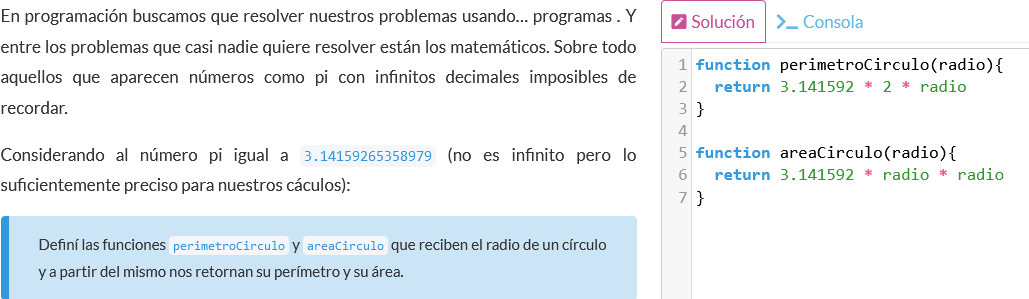 En programación buscamos que resolver nuestros problemas usando... programas . Y
entre los problemas que casi nadie quiere resolver están los matemáticos. Sobre todo
aquellos que aparecen números como pi con infinitos decimales imposibles de
recordar.
Considerando al número pi igual a 3.14159265358979 (no es infinito pero lo
suficientemente preciso para nuestros cáculos):
Definí las funciones perimetroCirculo y areaCirculo que reciben el radio de un círculo
y a partir del mismo nos retornan su perímetro y su área.
Solución >_ Consola
1 function perimetroCirculo(radio){
2   return 3.141592 * 2 * radio
3 }
4
5 function areaCirculo(radio){
6   return 3.141592 * radio * radio
7 }